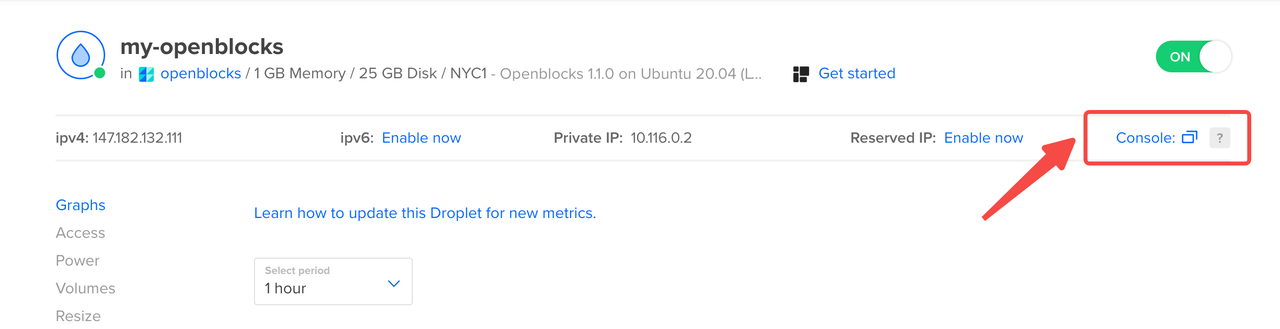 my-openblocks
in openblocks / 1 GB Memory / 25 GB Disk / NYC1 - Openblocks 1.1.0 on Ubuntu 20.04 (L.. Get started
ON
ipv4: 147.182.132.111 ipv6: Enable now Private IP: 10.116.0.2 Reserved IP: Enable now Console: ?
Graphs
Learn how to update this Droplet for new metrics.
Access
Power
Select period
1 hour
Volumes
Resize